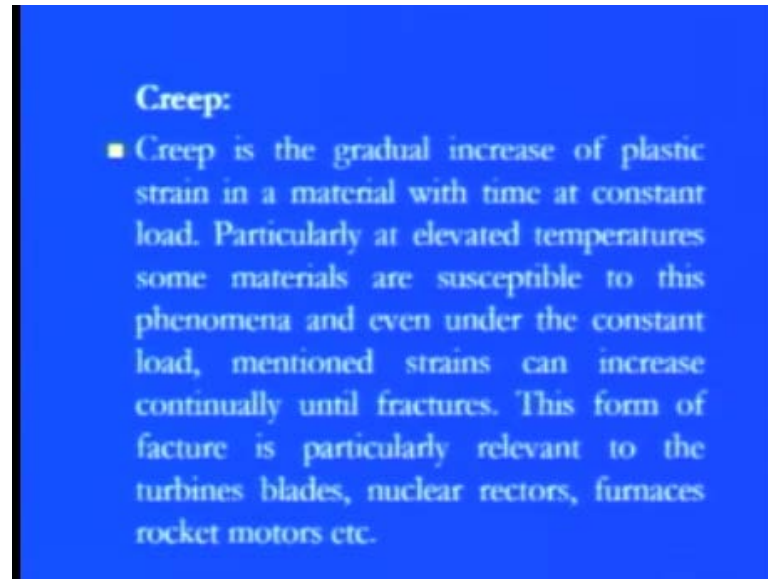 Creep:
Creep is the gradual increase of plastic
strain in a material with time at constant
load. Particularly at elevated temperatures
some materials are susceptible to this
phenomena and even under the constant
load, mentioned strains can increase
continually until fractures. This form of
facture is particularly relevant to the
turbines blades, nuclear rectors, furnaces
rocket motors etc.